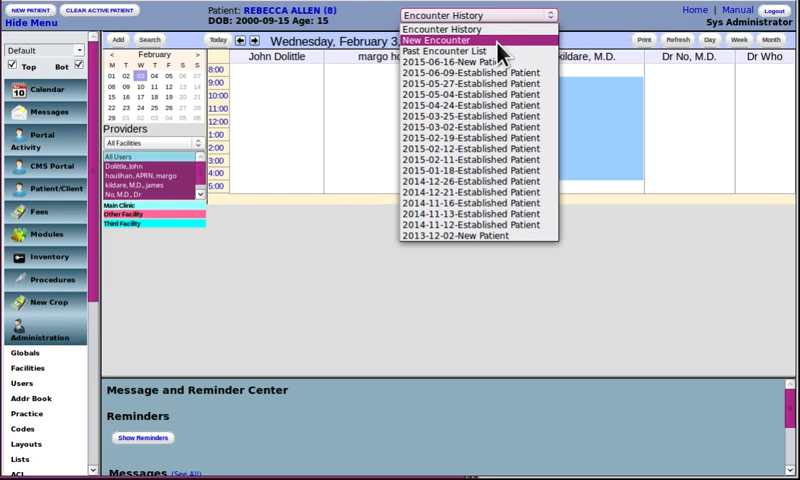 NEW PATIENT CLEAR ACTIVE PATIENT
Hide Menu
Patient: REBECCA ALLEN (8)
DOB: 2000-09-15 Age: 15
Encounter History
Home | Manual Logout
Sys Administrator
Default
Top Bot
Calendar
Messages
Portal
Activity
CMS Portal
Patient/Client
Fees
Modules
Inventory
Procedures
New Crop
Administration
Globals
Facilities
Users
Addr Book
Practice
Codes
Layouts
Lists
ACL
Add Search Today
Wednesday, February 3
Print Refresh Day Week Month
< February >
M T W T F S S
01 02 03 04 05 06 07
08 09 10 11 12 13 14
15 16 17 18 19 20 21
22 23 24 25 26 27 28
29 01 02 03 04 05 06
Providers
All Facilities
All Users
Dolittle,John
houlihan, APRN, margo
kildare, M.D., james
No, M.D., Dr
Main Clinic
Other Facility
Third Facility
John Dolittle
margo ho
kildare, M.D.
Dr No, M.D.
Dr Who
8:00
9:00
10:00
11:00
12:00
1:00
2:00
3:00
4:00
5:00
Encounter History
New Encounter
Past Encounter List
2015-06-16-New Pati
2015-06-09-Established Patient
2015-05-27-Established Patient
2015-05-04-Established Patient
2015-04-24-Established Patient
2015-03-25-Established Patient
2015-03-02-Established Patient
2015-02-19-Established Patient
2015-02-12-Established Patient
2015-02-11-Established Patient
2015-01-18-Established Patient
2014-12-26-Established Patient
2014-12-21-Established Patient
2014-11-16-Established Patient
2014-11-13-Established Patient
2014-11-12-Established Patient
2013-12-02-New Patient
Message and Reminder Center
Reminders
Show Reminders
Messages (See All)